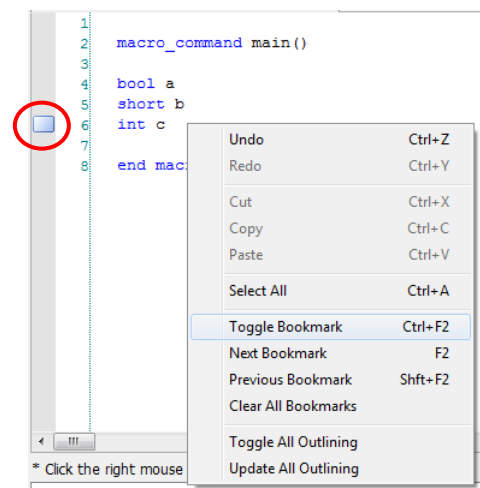 1
2 macro_command main()
3
4 bool a
5 short b
6 int c
7
8 end mac
Undo Ctrl+Z
Redo Ctrl+Y
Cut Ctrl+X
Copy Ctrl+C
Paste Ctrl+V
Select All Ctrl+A
Toggle Bookmark Ctrl+F2
Next Bookmark F2
Previous Bookmark Shft+F2
Clear All Bookmarks
Toggle All Outlining
Update All Outlining
* Click the right mouse